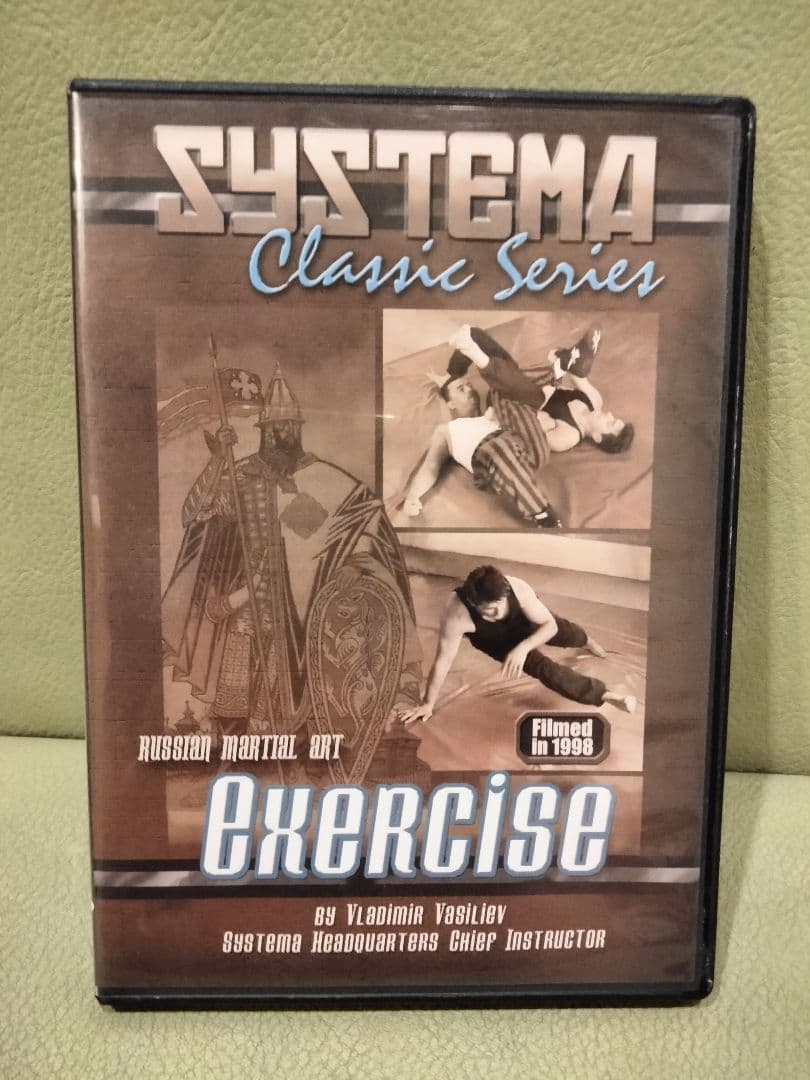 SYSTEMA
Classic Series
Filmed
in 1998
RUSSIAN MARTIAL ART
exercise
BY VLADIMIR VASILIEV
SYSTEMA HEADQUARTERS CHIEF INSTRUCTOR